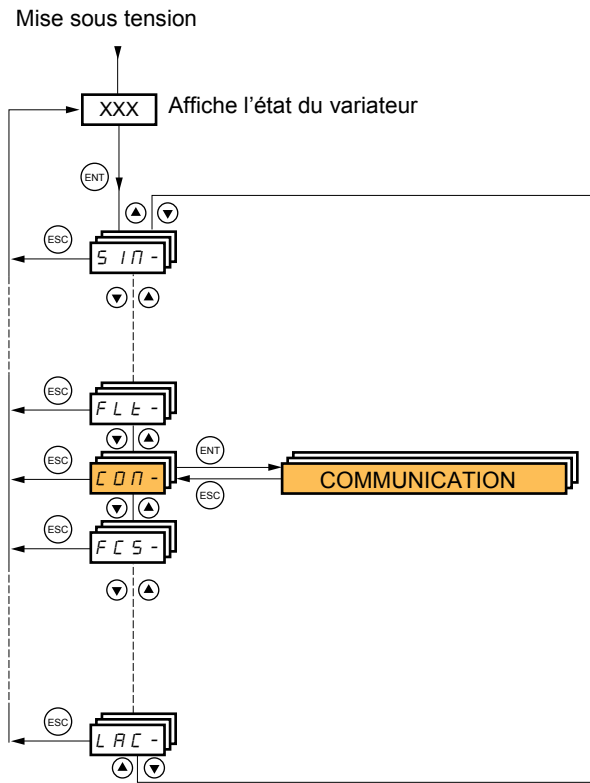 Mise sous tension
XXX
Affiche l’état du variateur
ENT
ESC
SIM-
ESC
FLt-
ESC
COM-
ENT
ESC
COMMUNICATION
ESC
FCS-
ESC
LAC-